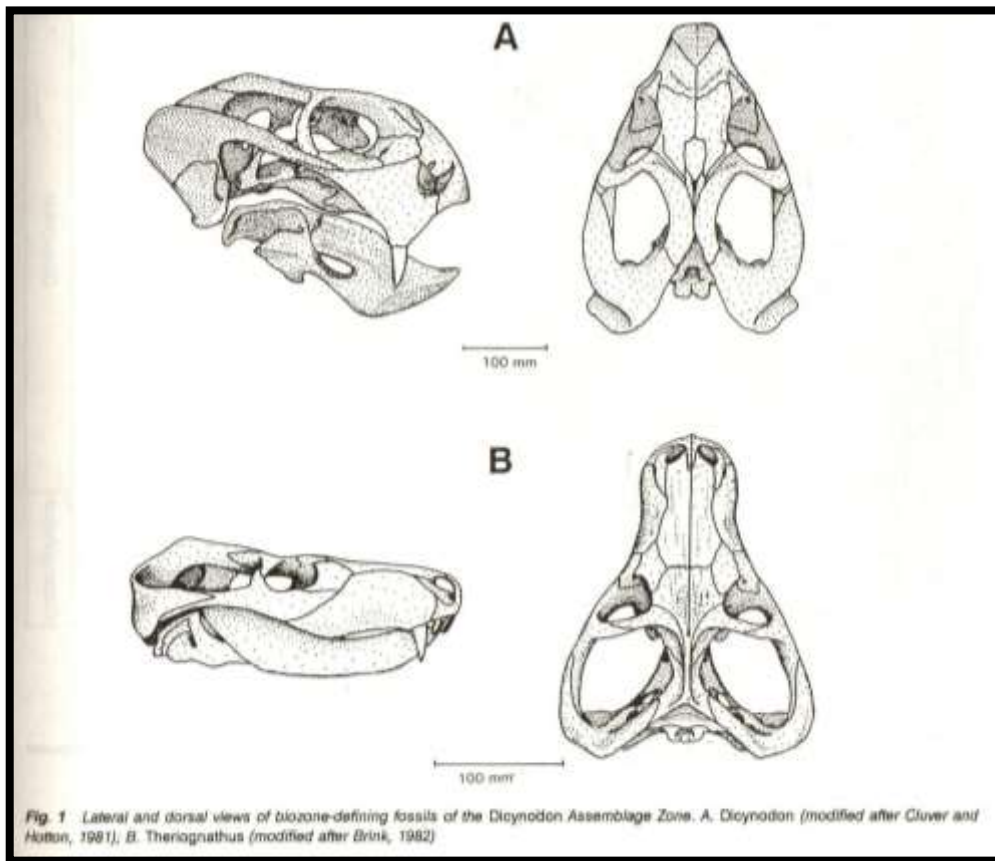 A
100 mm
B
100 mm
Fig. 1 Lateral and dorsal views of biozone-defining fossils of the Dicynodon Assemblage Zone. A. Dicynodon (modified after Cluver and
Hotton, 1981), B. Theriognathus (modified after Brink, 1982)